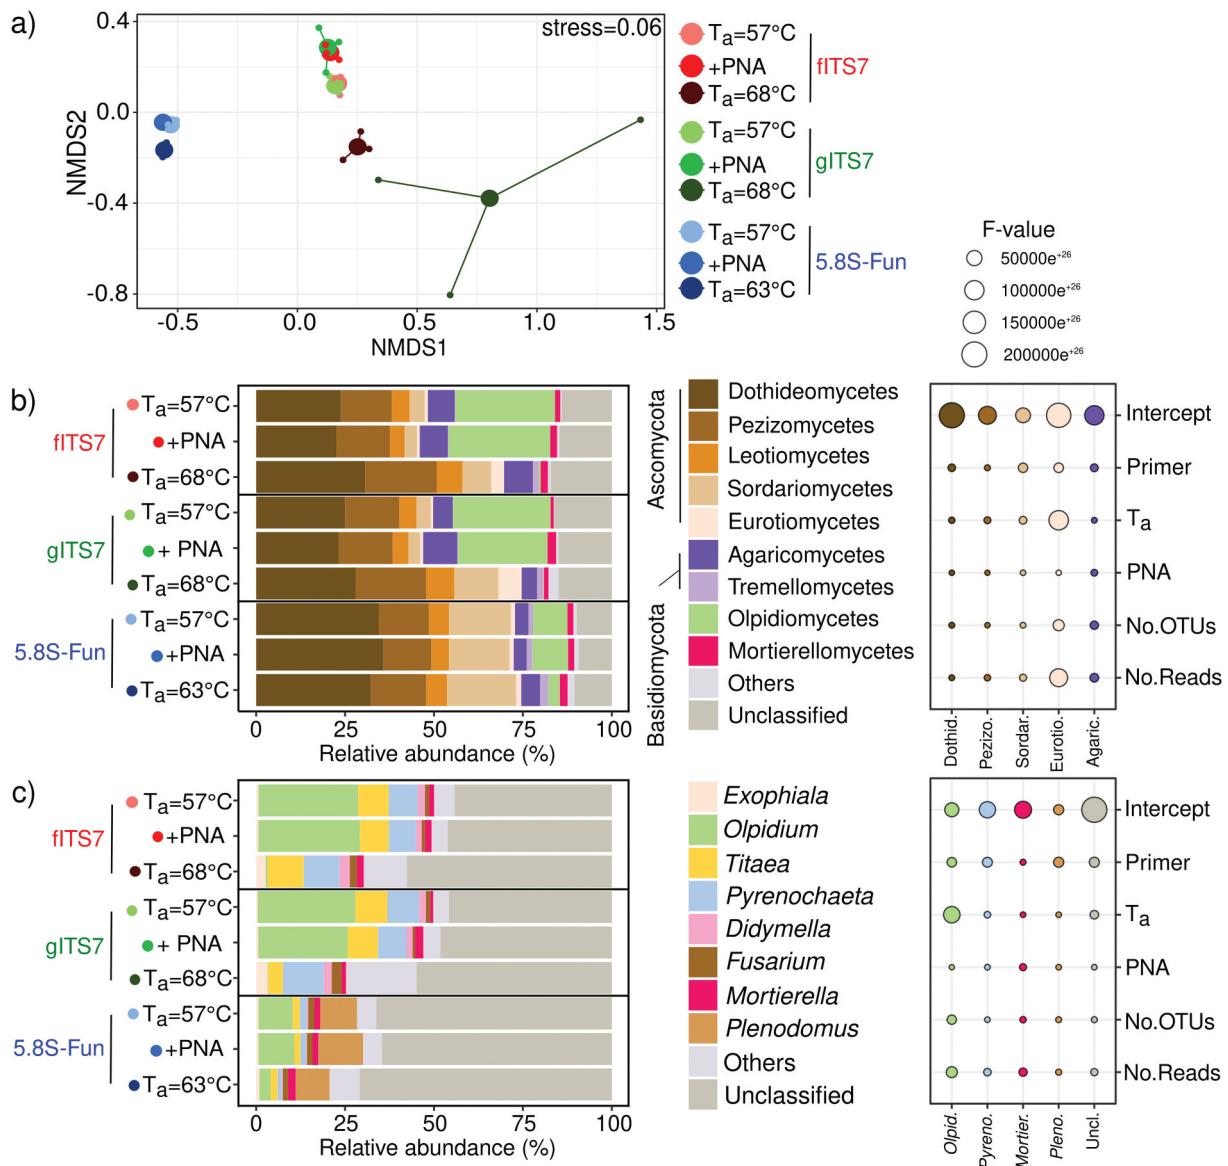 a)
stress=0.06
0.4
0.0
-0.4
-0.8
NMDS2
-0.5
0.0
0.5
1.0
1.5
NMDS1
Ta=57°C
+PNA
Ta=68°C
fITS7
Ta=57°C
+PNA
Ta=68°C
gITS7
Ta=57°C
+PNA
Ta=63°C
5.8S-Fun
F-value
50000e+26
100000e+26
150000e+26
200000e+26
b)
fITS7
Ta=57°C
+PNA
Ta=68°C
gITS7
Ta=57°C
+ PNA
Ta=68°C
5.8S-Fun
Ta=57°C
+PNA
Ta=63°C
0
25
50
75
100
Relative abundance (%)
Ascomycota
Basidiomycota
Dothideomycetes
Pezizomycetes
Leotiomycetes
Sordariomycetes
Eurotiomycetes
Agaricomycetes
Tremellomycetes
Olpidiomycetes
Mortierellomycetes
Others
Unclassified
Intercept
Primer
Ta
PNA
No.OTUs
No.Reads
Dothid.
Pezizo.
Sordar.
Eurotio.
Agaric.
c)
fITS7
Ta=57°C
+PNA
Ta=68°C
gITS7
Ta=57°C
+ PNA
Ta=68°C
5.8S-Fun
Ta=57°C
+PNA
Ta=63°C
0
25
50
75
100
Relative abundance (%)
Exophiala
Olpidium
Titaea
Pyrenochaeta
Didymella
Fusarium
Mortierella
Plenodomus
Others
Unclassified
Intercept
Primer
Ta
PNA
No.OTUs
No.Reads
Olpid.
Pyreno.
Mortier.
Pleno.
Uncl.